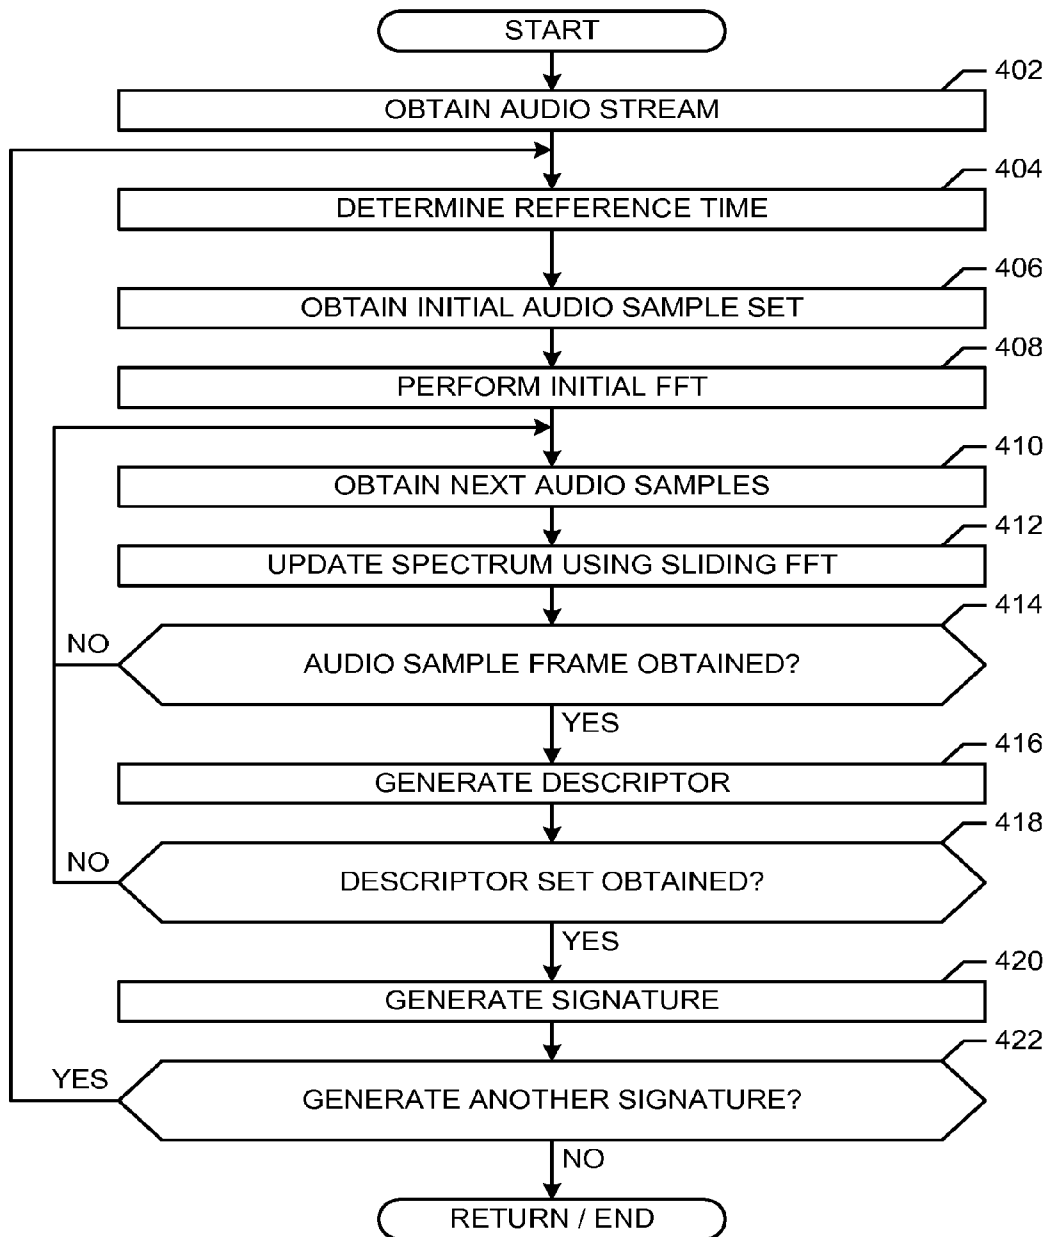 START
402
OBTAIN AUDIO STREAM
404
DETERMINE REFERENCE TIME
406
OBTAIN INITIAL AUDIO SAMPLE SET
408
PERFORM INITIAL FFT
410
OBTAIN NEXT AUDIO SAMPLES
412
UPDATE SPECTRUM USING SLIDING FFT
414
NO
AUDIO SAMPLE FRAME OBTAINED?
YES
416
GENERATE DESCRIPTOR
418
NO
DESCRIPTOR SET OBTAINED?
YES
420
GENERATE SIGNATURE
422
YES
GENERATE ANOTHER SIGNATURE?
NO
RETURN / END